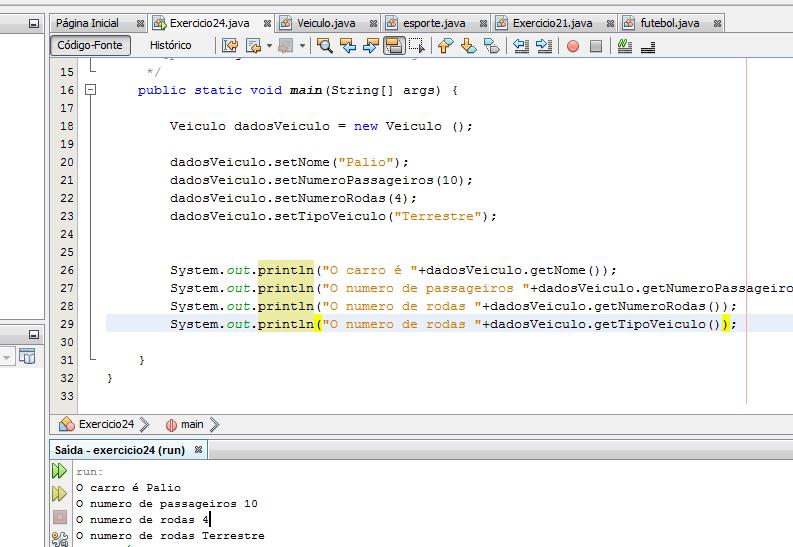 Página Inicial
Exercicio24.java
Veiculo.java
esporte.java
Exercicio21.java
futebol.java
Código-Fonte
Histórico
15 */
16 public static void main(String[] args) {
17
18 Veiculo dadosVeiculo = new Veiculo ();
19
20 dadosVeiculo.setNome("Palio");
21 dadosVeiculo.setNumeroPassageiros(10);
22 dadosVeiculo.setNumeroRodas(4);
23 dadosVeiculo.setTipoVeiculo("Terrestre");
24
25
26 System.out.println("O carro é "+dadosVeiculo.getNome());
27 System.out.println("O numero de passageiros "+dadosVeiculo.getNumeroPassageiro
28 System.out.println("O numero de rodas "+dadosVeiculo.getNumeroRodas());
29 System.out.println("O numero de rodas "+dadosVeiculo.getTipoVeiculo());
30
31 }
32 }
33
Exercicio24
main
Saída - exercicio24 (run)
run:
O carro é Palio
O numero de passageiros 10
O numero de rodas 4
O numero de rodas Terrestre